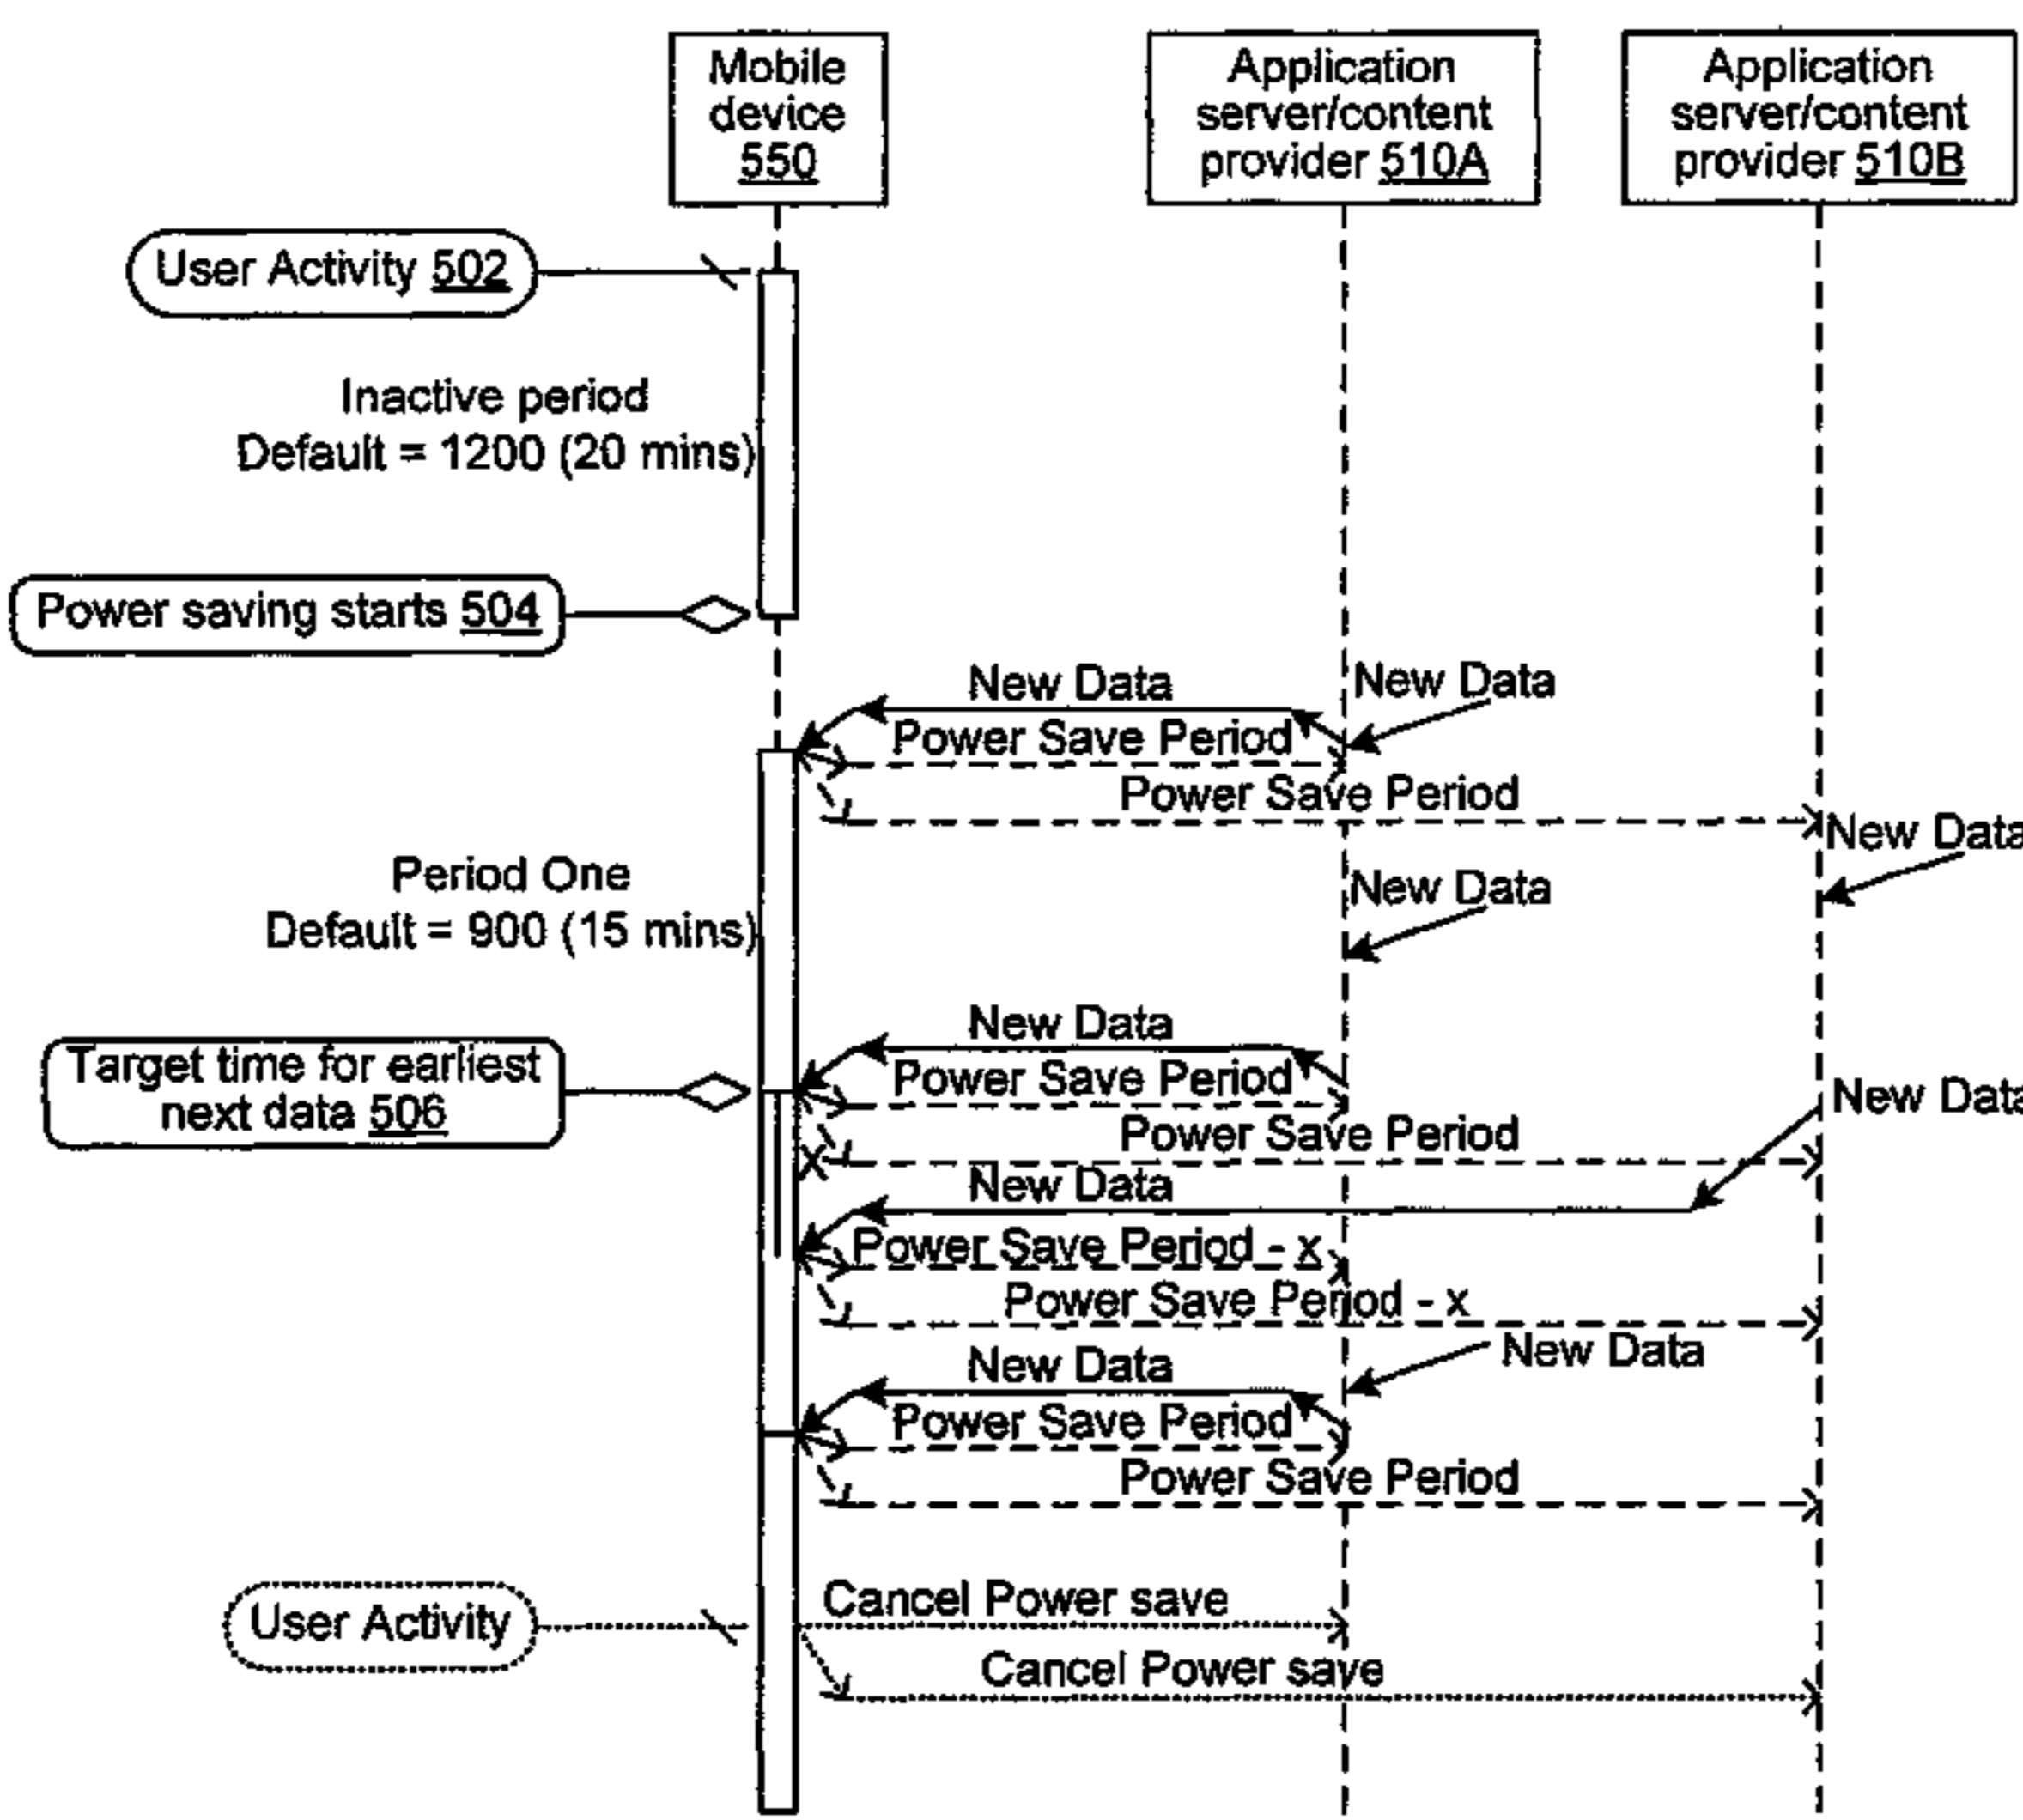 Mobile
device
550
Application
server/content
provider 510A
Application
server/content
provider 510B
User Activity 502
Inactive period
Default = 1200 (20 mins)
Power saving starts 504
New Data
New Data
Power Save Period
Power Save Period
New Data
Period One
Default = 900 (15 mins)
New Data
New Data
Target time for earliest
next data 506
Power Save Period
New Data
Power Save Period
X
New Data
Power Save Period - x
Power Save Period - x
New Data
New Data
Power Save Period
Power Save Period
User Activity
Cancel Power save
Cancel Power save